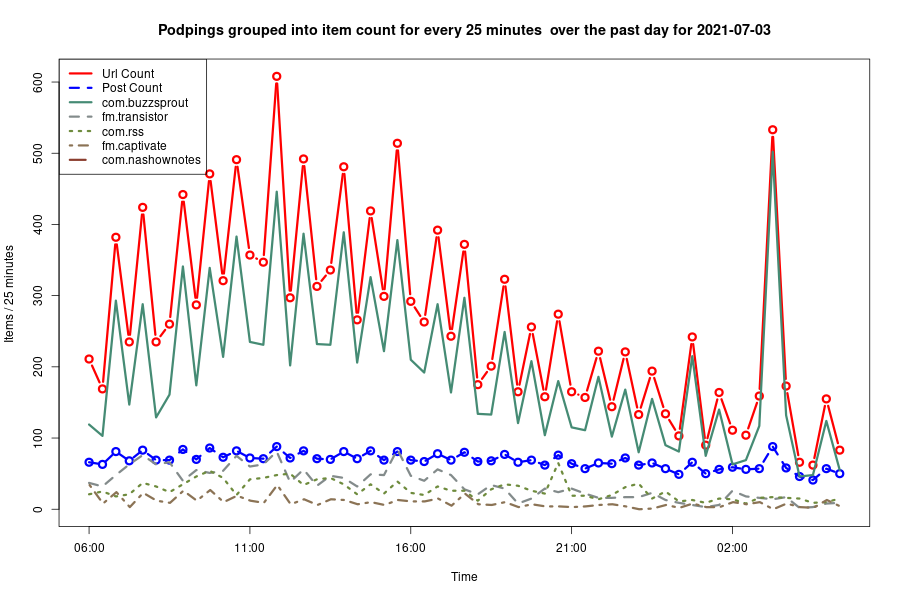 Podpings grouped into item count for every 25 minutes  over the past day for 2021-07-03
Url Count
Post Count
com.buzzsprout
fm.transistor
com.rss
fm.captivate
com.nashownotes
Items / 25 minutes
600
500
400
300
200
100
0
06:00
11:00
16:00
21:00
02:00
Time